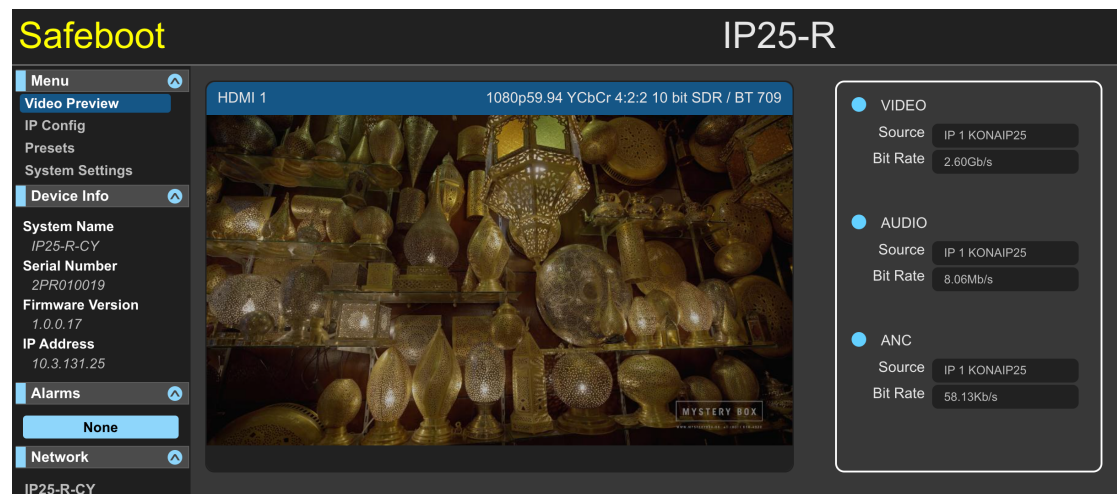 Safeboot
IP25-R
Menu
Video Preview
IP Config
Presets
System Settings
Device Info
System Name
IP25-R-CY
Serial Number
2PR010019
Firmware Version
1.0.0.17
IP Address
10.3.131.25
Alarms
None
Network
IP25-R-CY
HDMI 1
1080p59.94 YCbCr 4:2:2 10 bit SDR / BT 709
MYSTERY BOX
VIDEO
Source IP 1 KONAIP25
Bit Rate 2.60Gb/s
AUDIO
Source IP 1 KONAIP25
Bit Rate 8.06Mb/s
ANC
Source IP 1 KONAIP25
Bit Rate 58.13Kb/s